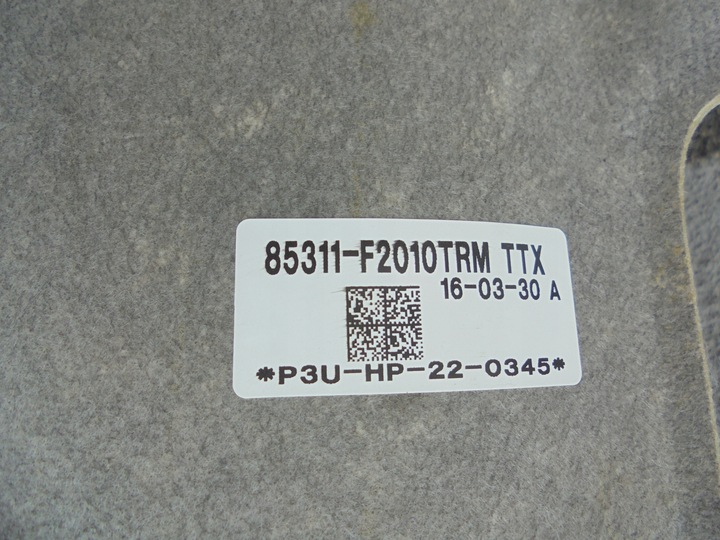 85311-F2010TRM TTX
16-03-30 A
*P3U-HP-22-0345*